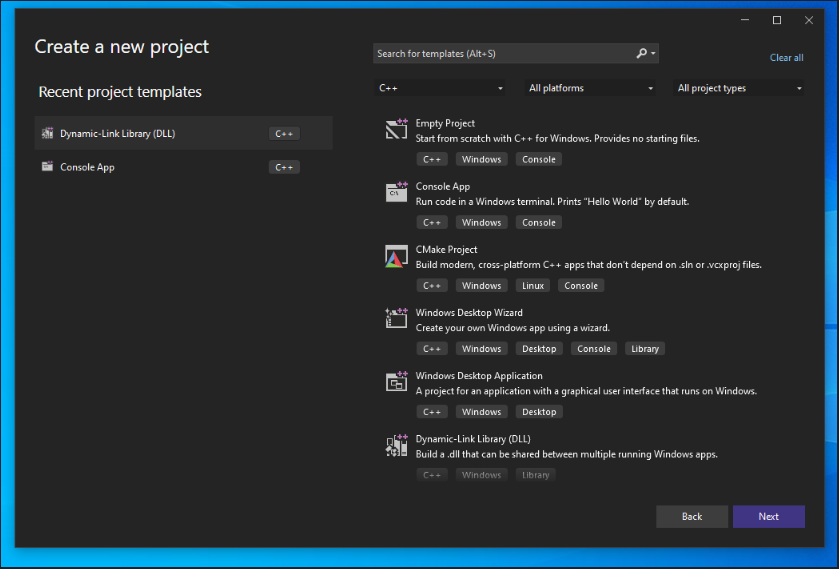 Create a new project
Recent project templates
Dynamic-Link Library (DLL) C++
Console App C++
Search for templates (Alt+S)
Clear all
C++ All platforms All project types
Empty Project
Start from scratch with C++ for Windows. Provides no starting files.
C++ Windows Console
Console App
Run code in a Windows terminal. Prints "Hello World" by default.
C++ Windows Console
CMake Project
Build modern, cross-platform C++ apps that don't depend on .sln or .vcxproj files.
C++ Windows Linux Console
Windows Desktop Wizard
Create your own Windows app using a wizard.
C++ Windows Desktop Console Library
Windows Desktop Application
A project for an application with a graphical user interface that runs on Windows.
C++ Windows Desktop
Dynamic-Link Library (DLL)
Build a .dll that can be shared between multiple running Windows apps.
C++ Windows Library
Back Next